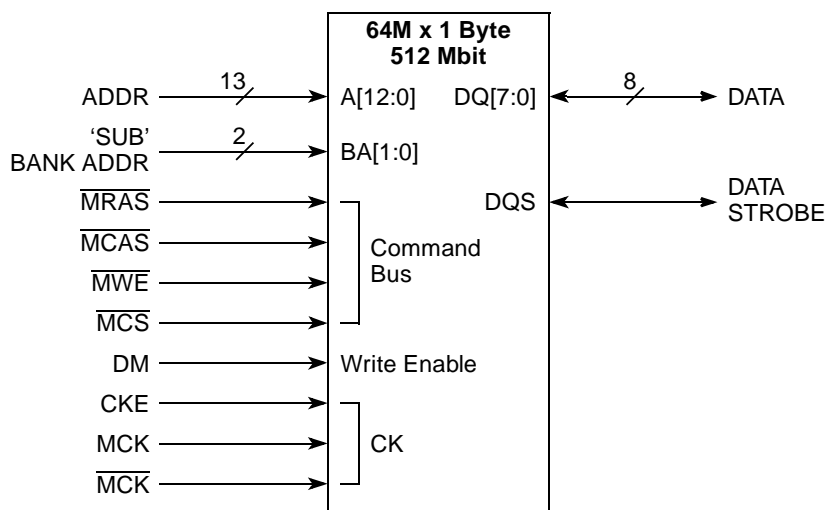 64M x 1 Byte
512 Mbit
ADDR 13 A[12:0] DQ[7:0] 8 DATA
‘SUB’
BANK ADDR 2 BA[1:0]
MRAS DQS DATA
STROBE
MCAS Command
Bus
MWE
MCS
DM Write Enable
CKE
MCK CK
MCK